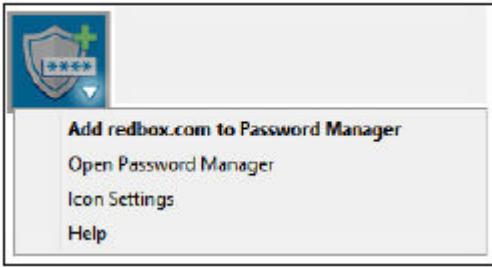 ****
Add redbox.com to Password Manager
Open Password Manager
Icon Settings
Help